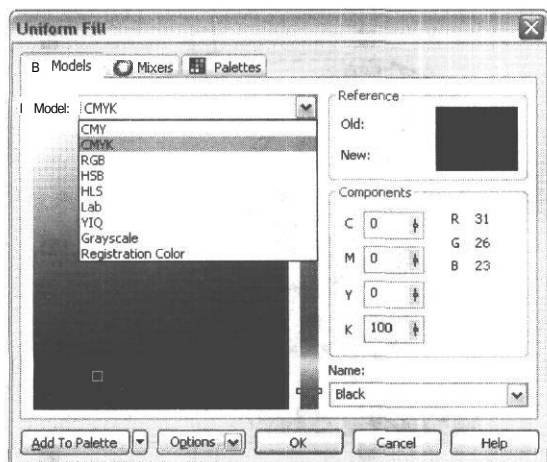 Uniform Fill
B Models Mixers Palettes
I Model: CMYK
CMY
CMYK
RGB
HSB
HLS
Lab
YIQ
Grayscale
Registration Color
Reference
Old:
New:
Components
C 0 R 31
G 26
M 0 B 23
Y 0
K 100
Name:
Black
Add To Palette Options OK Cancel Help